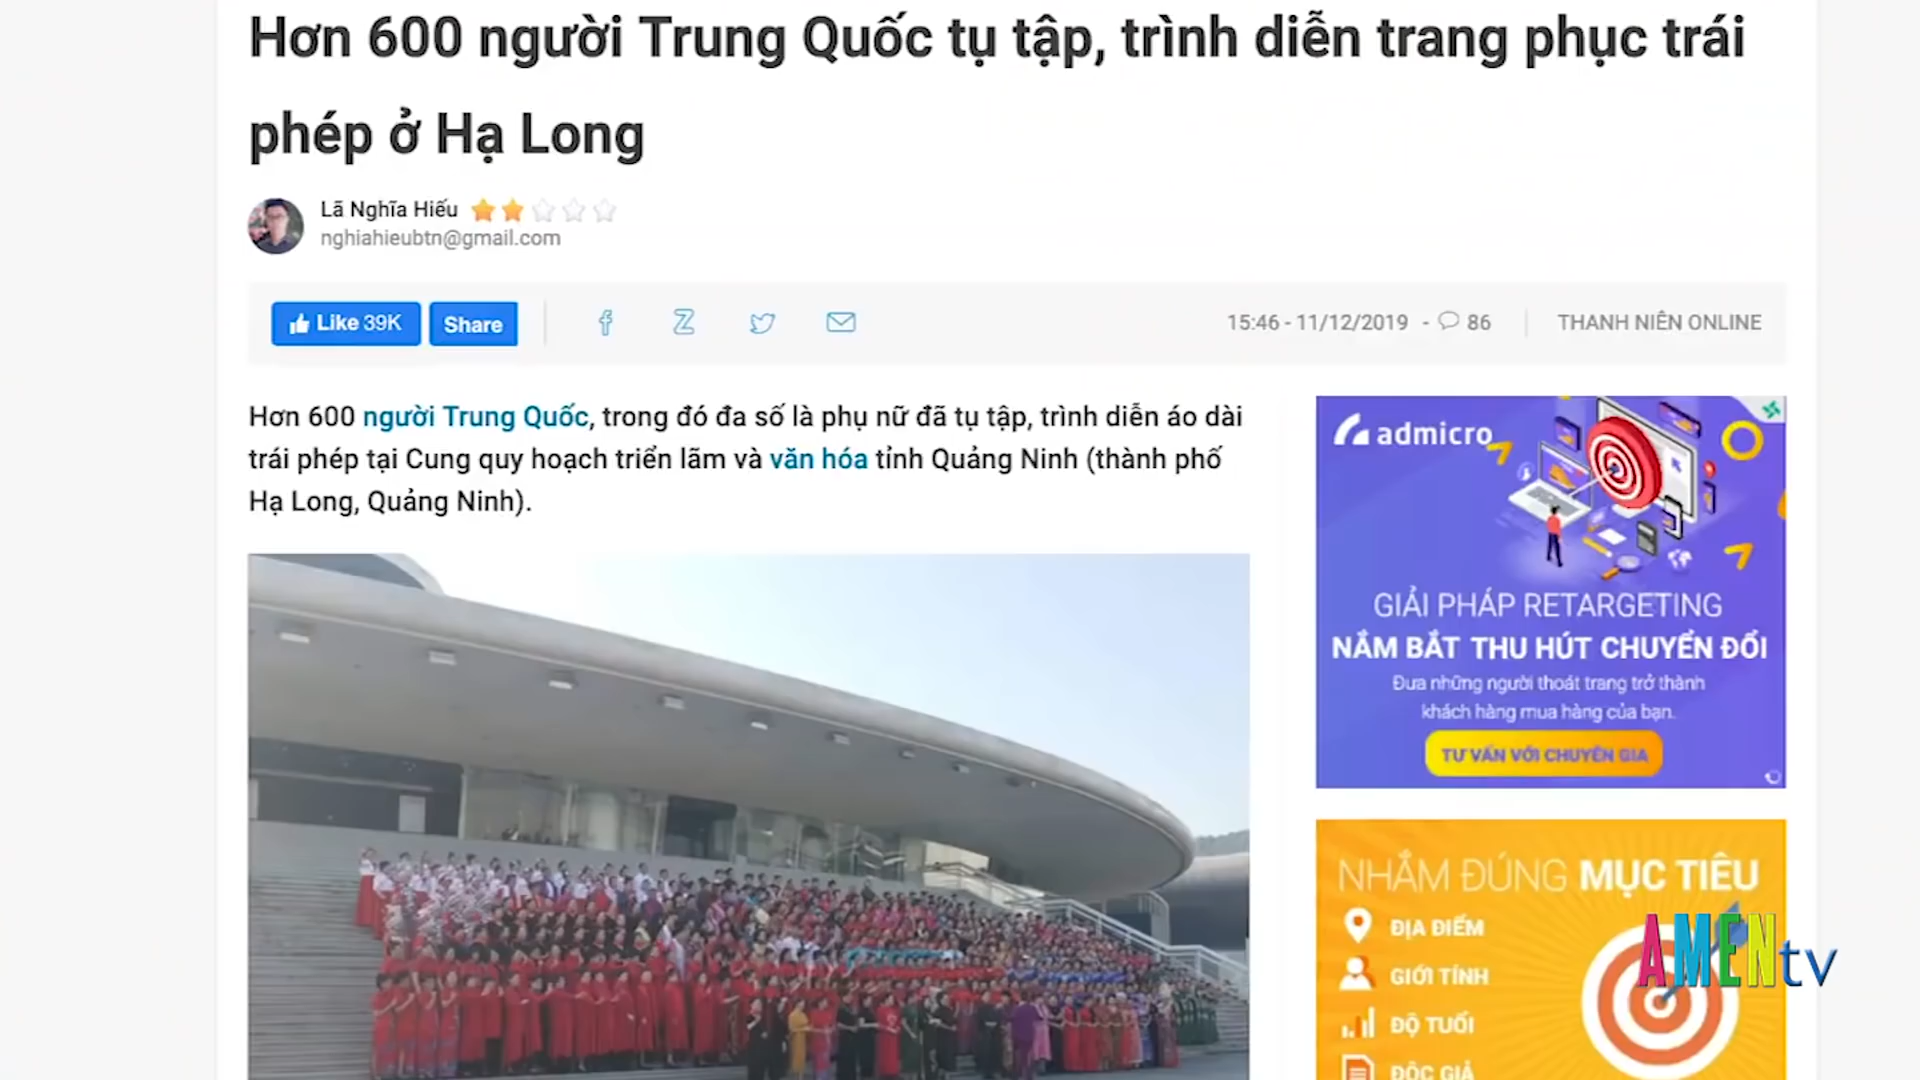 Hơn 600 người Trung Quốc tụ tập, trình diễn trang phục trái
phép ở Hạ Long
Lã Nghĩa Hiếu
nghiahieubtn@gmail.com
Like 39K
Share
15:46 - 11/12/2019 - 86
THANH NIÊN ONLINE
Hơn 600 người Trung Quốc, trong đó đa số là phụ nữ đã tụ tập, trình diễn áo dài
trái phép tại Cung quy hoạch triển lãm và văn hóa tỉnh Quảng Ninh (thành phố
Hạ Long, Quảng Ninh).
admicro
GIẢI PHÁP RETARGETING
NẮM BẮT THU HÚT CHUYỂN ĐỔI
Đưa những người thoát trang trở thành
khách hàng mua hàng của bạn.
TƯ VẤN VỚI CHUYÊN GIA
NHẮM ĐÚNG MỤC TIÊU
ĐỊA ĐIỂM
GIỚI TÍNH
ĐỘ TUỔI
ĐỘC GIẢ
AMENtv